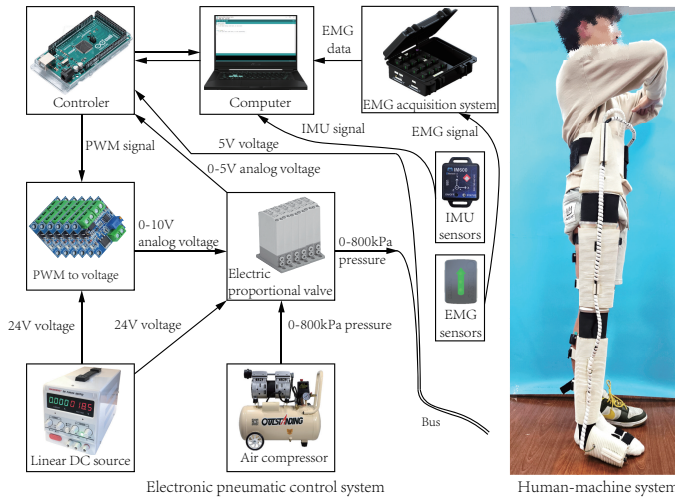 EMG
data
Controler
Computer
EMG acquisition system
IMU signal
EMG signal
5V voltage
PWM signal
0-5V analog voltage
IM600
IMU
sensors
0-10V
analog voltage
0-800kPa
pressure
PWM to voltage
Electric
proportional valve
EMG
sensors
24V voltage
24V voltage
0-800kPa pressure
OUTSTANDING
Bus
Linear DC source
Air compressor
Electronic pneumatic control system
Human-machine system